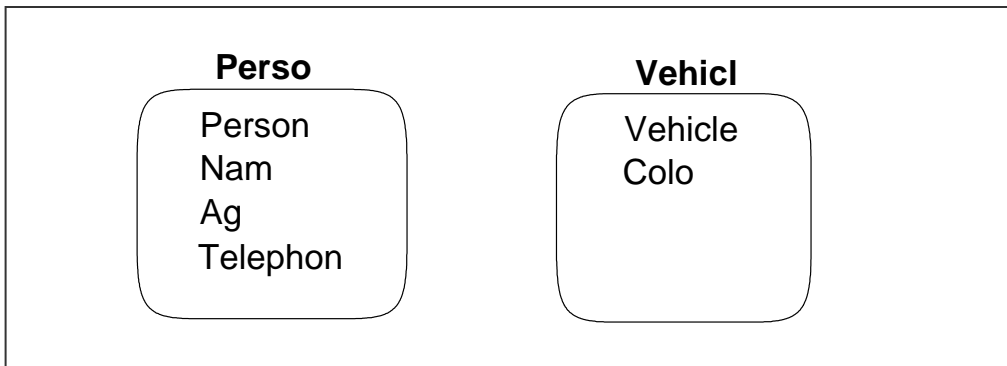 Perso
Person
Nam
Ag
Telephon
Vehicl
Vehicle
Colo